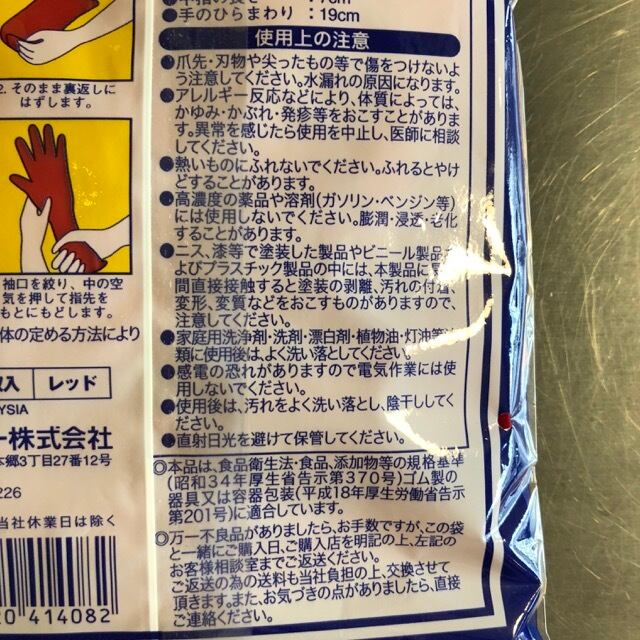 ●手のひらまわり：19cm
使用上の注意
●爪先・刃物や尖ったもの等で傷をつけないよ
う注意してください。水漏れの原因になります。
●アレルギー反応などにより、体質によっては、
かゆみ・かぶれ・発疹等をおこすことがありま
す。異常を感じたら使用を中止し、医師に相談
してください。
●熱いものにふれないでください。ふれるとやけ
どすることがあります。
●高濃度の薬品や溶剤(ガソリン・ベンジン等)
には使用しないでください。膨潤・浸透・老化
することがあります。
●ニス、漆等で塗装した製品やビニール製品
よびプラスチック製品の中には、本製品に
間直接接触すると塗装の剥離、汚れの付着
変形、変質などをおこすものがありますので、
注意してください。
●家庭用洗浄剤・洗剤・漂白剤・植物油・灯油等
類に使用後は、よく洗い落としてください。
●感電の恐れがありますので電気作業には使
用しないでください。
●使用後は、汚れをよく洗い落とし、陰干ししてく
ださい。
●直射日光を避けて保管してください。
◎本品は、食品衛生法・食品、添加物等の規格基準
(昭和34年厚生省告示第370号)ゴム製の
器具又は容器包装(平成18年厚生労働省告示
第201号)に適合しています。
◎万一不良品がありましたら、お手数ですが、この袋
と一緒にご購入日、ご購入店を明記の上、左記の
お客様相談室までご返送ください。
ご返送の為の送料も当社負担の上、交換させて
頂きます。また、お気づきの点がありましたら、直接
ご連絡ください。
2. そのまま裏返しに
はずします。
袖口を絞り、中の空
気を押して指先を
もとにもどします。
体の定める方法により
入 レッド
YSIA
ー株式会社
本郷3丁目27番12号
226
当社休業日は除く
20 414082